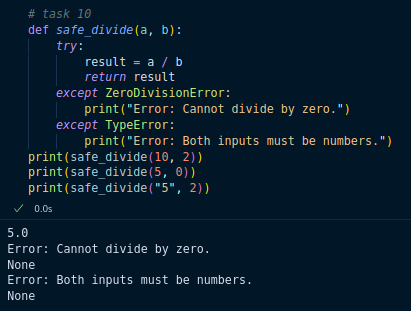 # task 10
def safe_divide(a, b):
    try:
        result = a / b
        return result
    except ZeroDivisionError:
        print("Error: Cannot divide by zero.")
    except TypeError:
        print("Error: Both inputs must be numbers.")
print(safe_divide(10, 2))
print(safe_divide(5, 0))
print(safe_divide("5", 2))
0.0s
5.0
Error: Cannot divide by zero.
None
Error: Both inputs must be numbers.
None